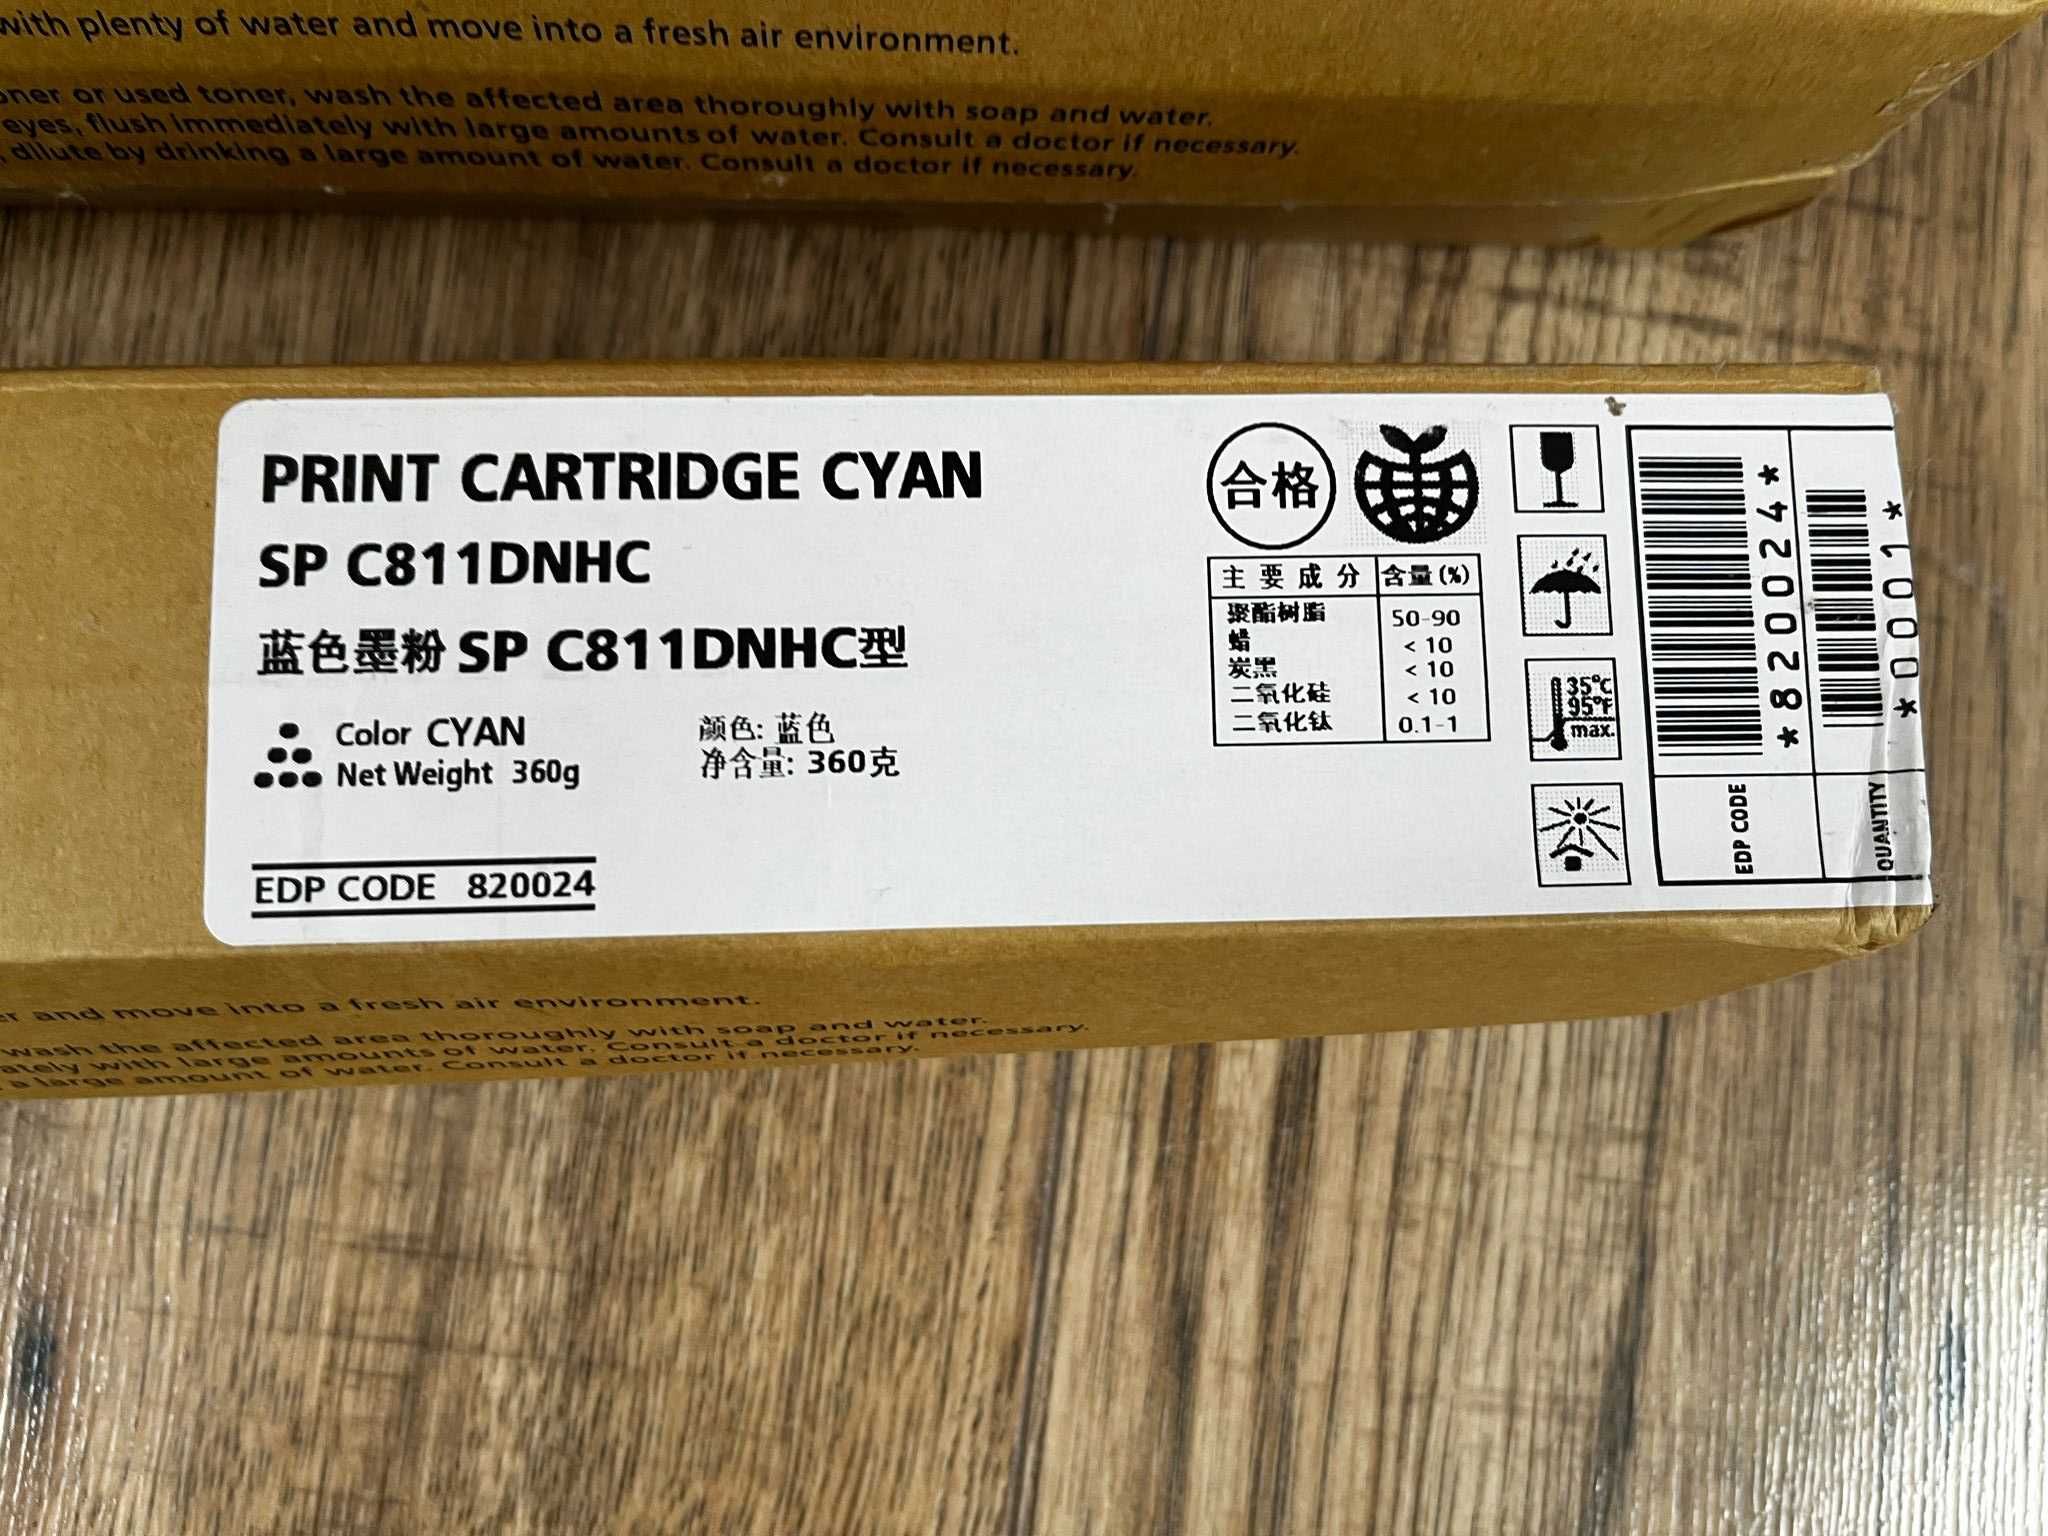 with plenty of water and move into a fresh air environment.
or used toner, wash the affected area thoroughly with soap and water.
eyes, flush immediately with large amounts of water. Consult a doctor if necessary.
, dilute by drinking a large amount of water. Consult a doctor if necessary.
PRINT CARTRIDGE CYAN
SP C811DNHC
蓝色墨粉 SP C811DNHC型
Color CYAN 颜色: 蓝色
Net Weight 360g 净含量: 360克
EDP CODE 820024
合格
主要成分 含量(%)
聚酯树脂 50-90
蜡 < 10
炭黑 < 10
二氧化硅 < 10
二氧化钛 0.1-1
35°C
95°F
max.
*820024*
EDP CODE
*0001*
QUANTITY
and move into a fresh air environment.
wash the affected area thoroughly with soap and water.
with large amounts of water. Consult a doctor if necessary.
a large amount of water. Consult a doctor if necessary.